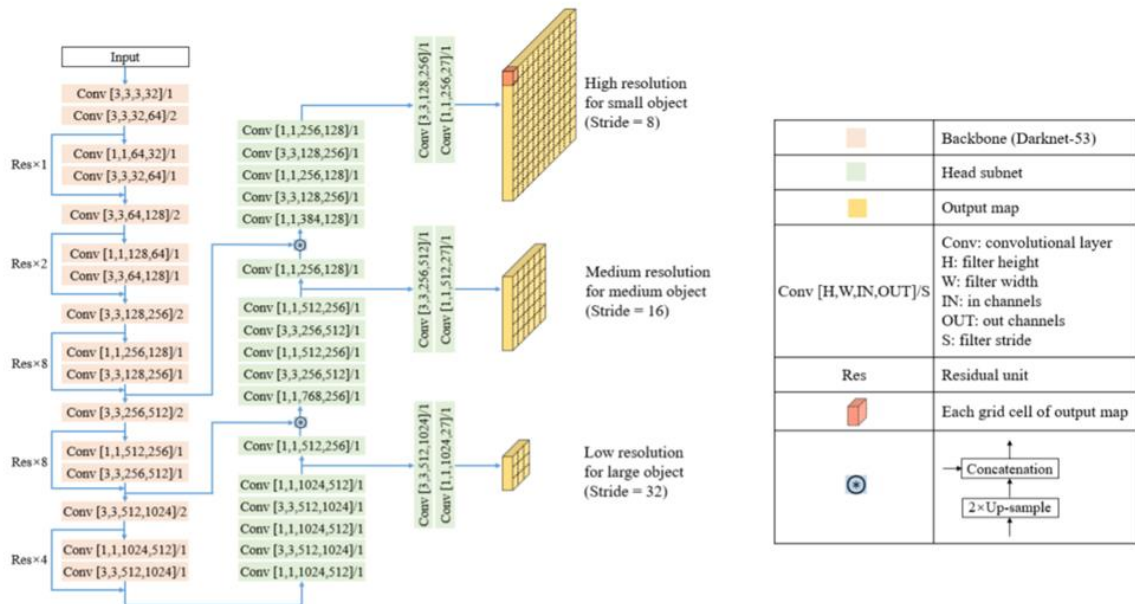 Input
Conv [3,3,3,32]/1
Conv [3,3,32,64]/2
Res×1
Conv [1,1,64,32]/1
Conv [3,3,32,64]/1
Conv [3,3,64,128]/2
Res×2
Conv [1,1,128,64]/1
Conv [3,3,64,128]/1
Conv [3,3,128,256]/2
Res×8
Conv [1,1,256,128]/1
Conv [3,3,128,256]/1
Conv [3,3,256,512]/2
Res×8
Conv [1,1,512,256]/1
Conv [3,3,256,512]/1
Conv [3,3,512,1024]/2
Res×4
Conv [1,1,1024,512]/1
Conv [3,3,512,1024]/1
Conv [1,1,256,128]/1
Conv [3,3,128,256]/1
Conv [1,1,256,128]/1
Conv [3,3,128,256]/1
Conv [1,1,384,128]/1
Conv [1,1,256,128]/1
Conv [1,1,512,256]/1
Conv [3,3,256,512]/1
Conv [1,1,512,256]/1
Conv [3,3,256,512]/1
Conv [1,1,768,256]/1
Conv [1,1,512,256]/1
Conv [1,1,1024,512]/1
Conv [3,3,512,1024]/1
Conv [1,1,1024,512]/1
Conv [3,3,512,1024]/1
Conv [1,1,1024,512]/1
Conv [3,3,128,256]/1
Conv [1,1,256,27]/1
High resolution
for small object
(Stride = 8)
Conv [3,3,256,512]/1
Conv [1,1,512,27]/1
Medium resolution
for medium object
(Stride = 16)
Conv [3,3,512,1024]/1
Conv [1,1,1024,27]/1
Low resolution
for large object
(Stride = 32)
Backbone (Darknet-53)
Head subnet
Output map
Conv [H,W,IN,OUT]/S
Conv: convolutional layer
H: filter height
W: filter width
IN: in channels
OUT: out channels
S: filter stride
Res
Residual unit
Each grid cell of output map
Concatenation
2×Up-sample